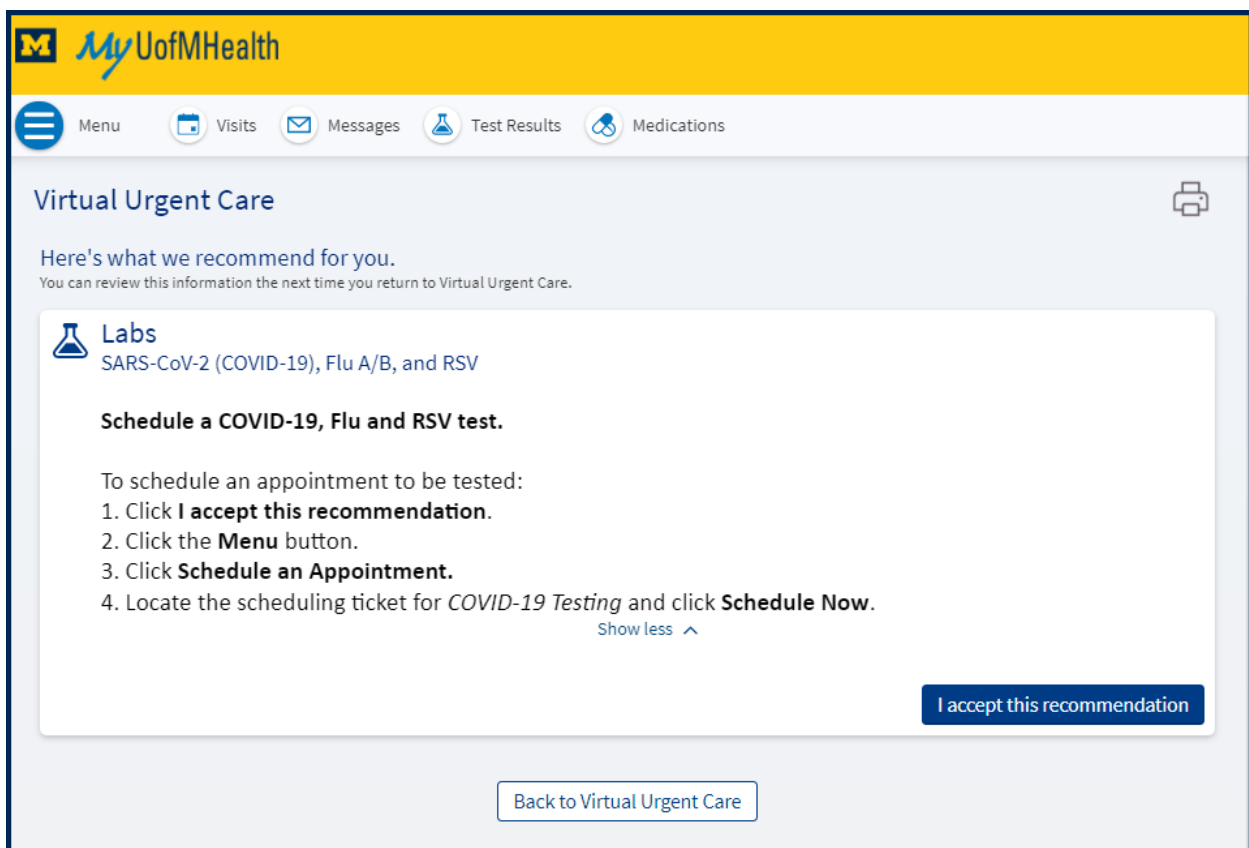 M My UofMHealth
Menu Visits Messages Test Results Medications
Virtual Urgent Care
Here's what we recommend for you.
You can review this information the next time you return to Virtual Urgent Care.
Labs
SARS-CoV-2 (COVID-19), Flu A/B, and RSV
Schedule a COVID-19, Flu and RSV test.
To schedule an appointment to be tested:
1. Click I accept this recommendation.
2. Click the Menu button.
3. Click Schedule an Appointment.
4. Locate the scheduling ticket for COVID-19 Testing and click Schedule Now.
Show less
I accept this recommendation
Back to Virtual Urgent Care